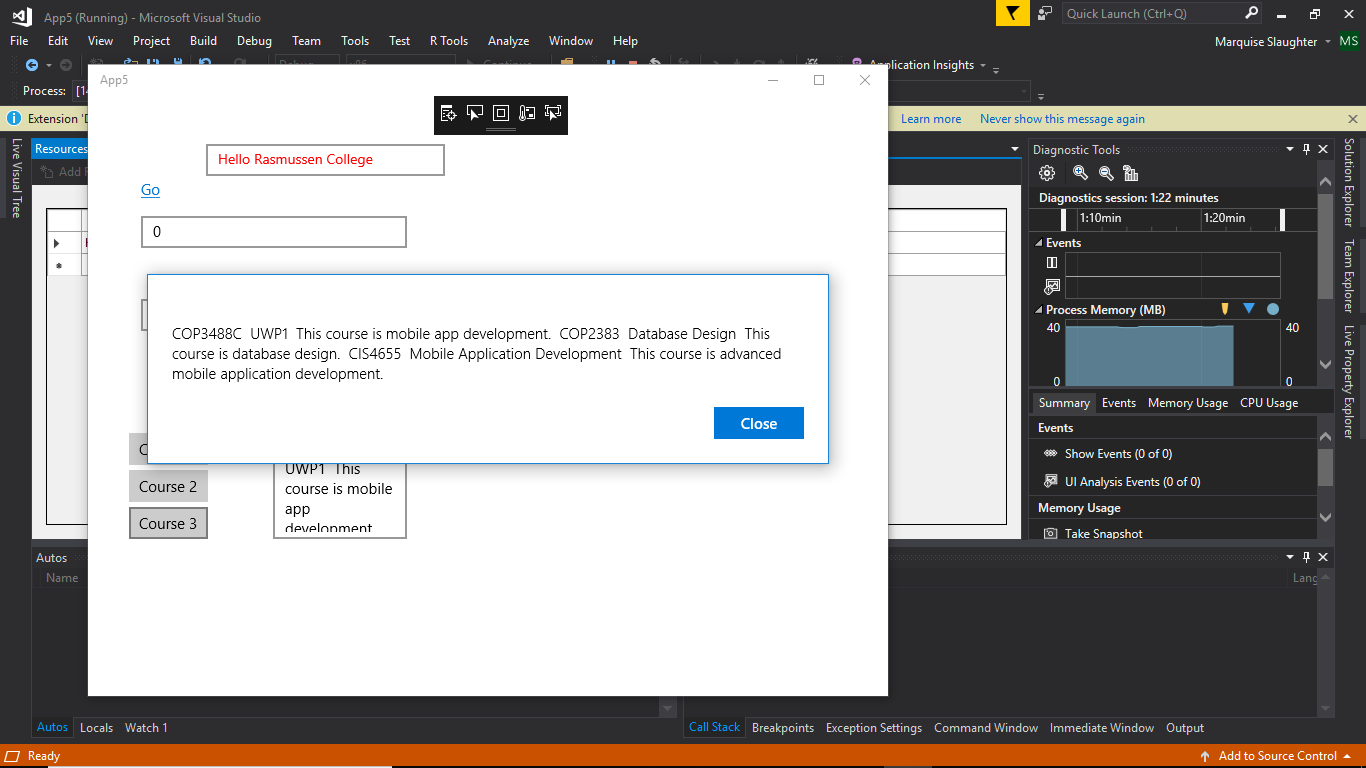 App5 (Running) - Microsoft Visual Studio
Quick Launch (Ctrl+Q)
File Edit View Project Build Debug Team Tools Test R Tools Analyze Window Help
Marquise Slaughter MS
Application Insights
Process: [14
App5
Extension 'D
Learn more Never show this message again
Live Visual Tree
Resources
Add
Hello Rasmussen College
Go
0
COP3488C UWP1 This course is mobile app development. COP2383 Database Design This
course is database design. CIS4655 Mobile Application Development This course is advanced
mobile application development.
Close
Course 2
Course 3
UWP1 This
course is mobile
app
development
Diagnostic Tools
Diagnostics session: 1:22 minutes
1:10min 1:20min
Events
Process Memory (MB)
40 40
0 0
Summary Events Memory Usage CPU Usage
Events
Show Events (0 of 0)
UI Analysis Events (0 of 0)
Memory Usage
Take Snapshot
Solution Explorer
Team Explorer
Live Property Explorer
Autos
Name
Lang
Autos Locals Watch 1
Call Stack Breakpoints Exception Settings Command Window Immediate Window Output
Ready
Add to Source Control